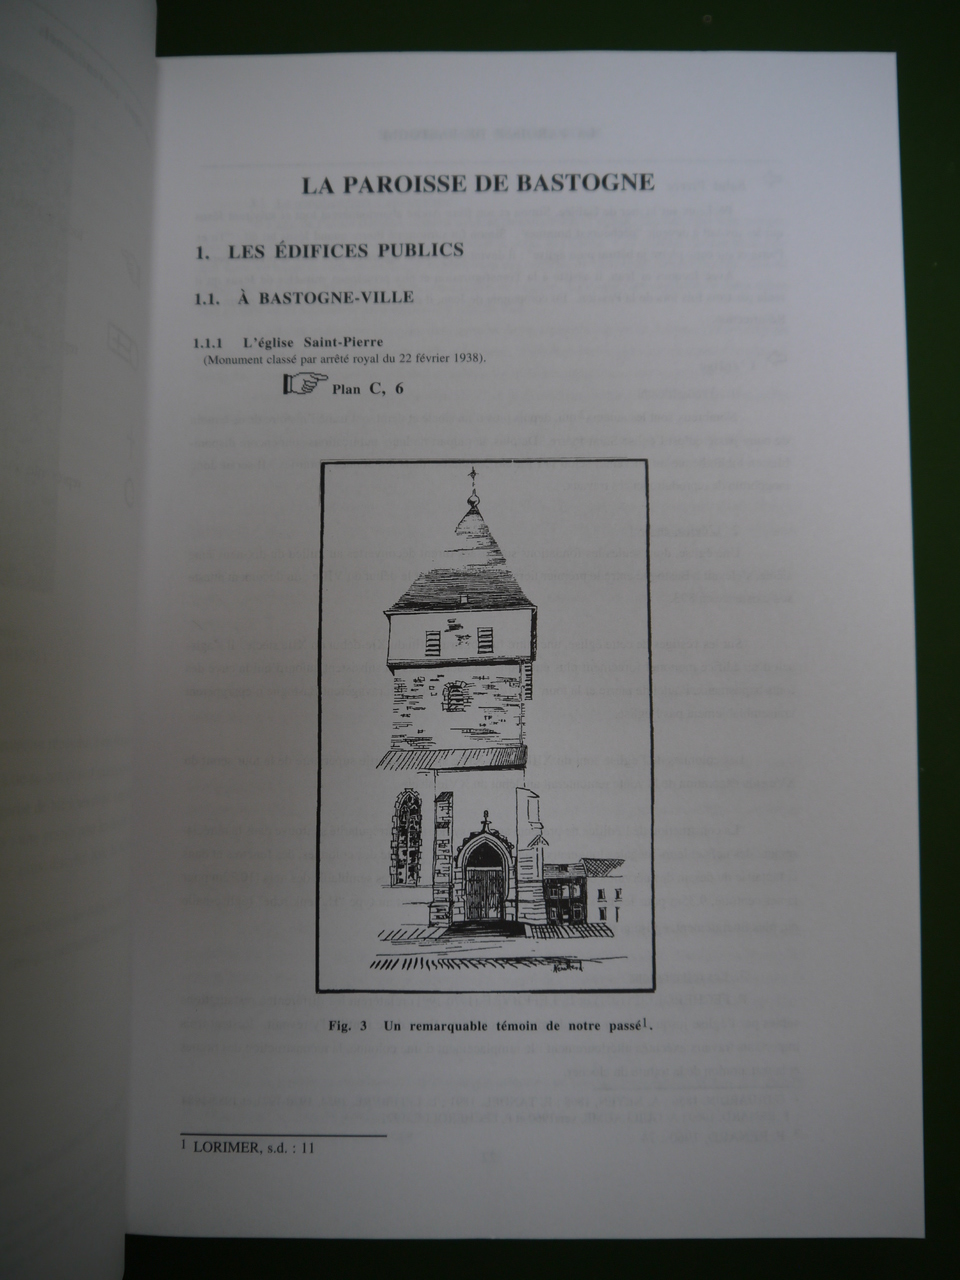 LA PAROISSE DE BASTOGNE
1. LES ÉDIFICES PUBLICS
1.1. À BASTOGNE-VILLE
1.1.1 L'église Saint-Pierre
(Monument classé par arrêté royal du 22 février 1938).
Plan C, 6
Fig. 3 Un remarquable témoin de notre passé1.
1 LORIMER, s.d. : 11